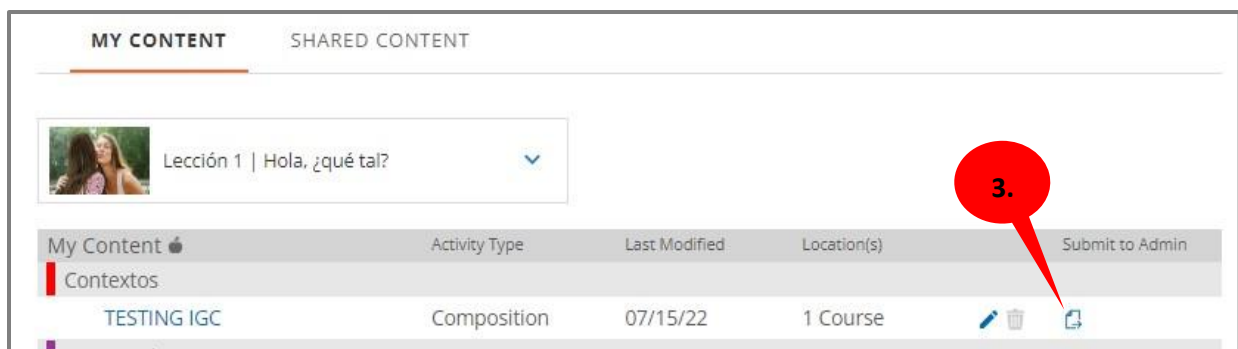 MY CONTENT SHARED CONTENT
Lección 1 | Hola, ¿qué tal?
3.
My Content Activity Type Last Modified Location(s) Submit to Admin
Contextos
TESTING IGC Composition 07/15/22 1 Course